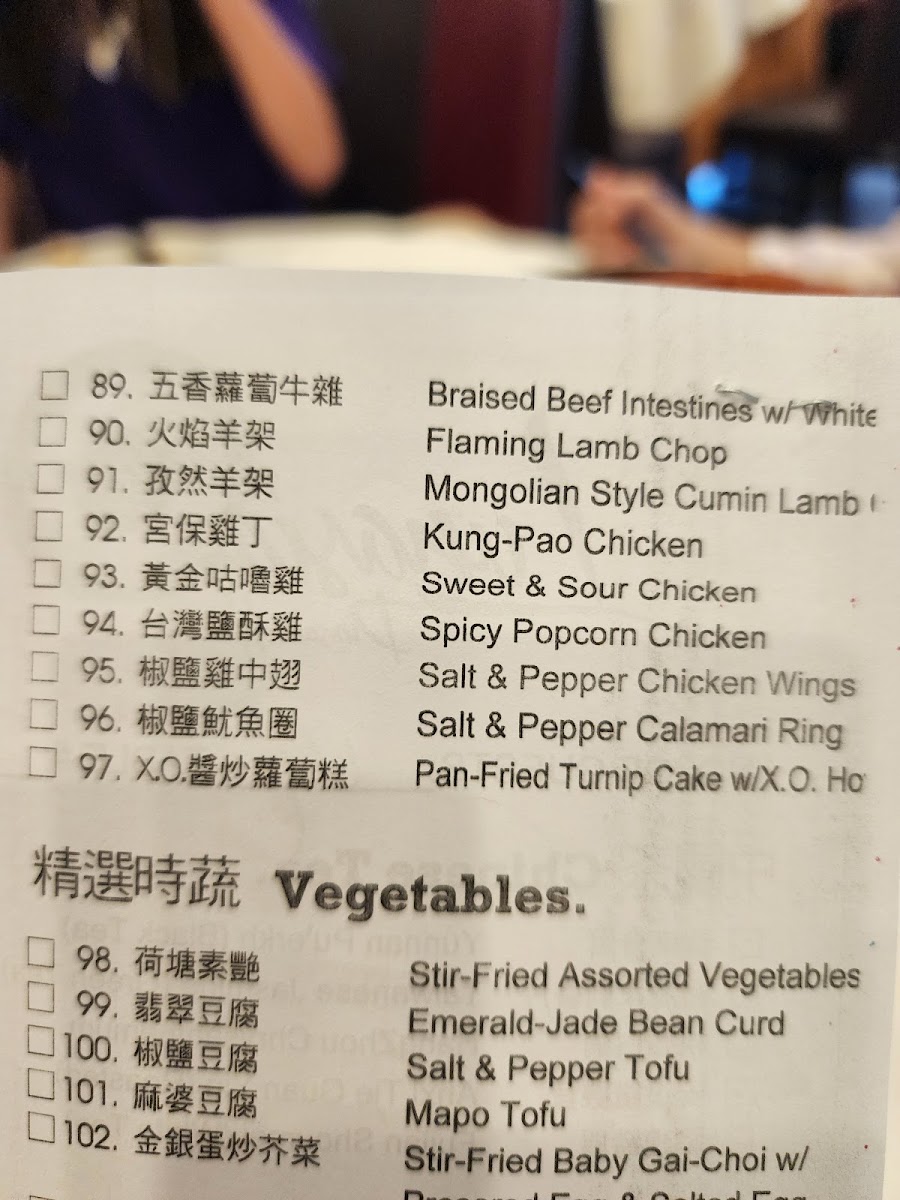 89. 五香蘿蔔牛雜 Braised Beef Intestines w/ White
90. 火焰羊架 Flaming Lamb Chop
91. 孜然羊架 Mongolian Style Cumin Lamb
92. 宮保雞丁 Kung-Pao Chicken
93. 黃金咕嚕雞 Sweet & Sour Chicken
94. 台灣鹽酥雞 Spicy Popcorn Chicken
95. 椒鹽雞中翅 Salt & Pepper Chicken Wings
96. 椒鹽魷魚圈 Salt & Pepper Calamari Ring
97. X.O.醬炒蘿蔔糕 Pan-Fried Turnip Cake w/X.O. Ho
精選時蔬 Vegetables.
98. 荷塘素艷 Stir-Fried Assorted Vegetables
99. 翡翠豆腐 Emerald-Jade Bean Curd
100. 椒鹽豆腐 Salt & Pepper Tofu
101. 麻婆豆腐 Mapo Tofu
102. 金銀蛋炒芥菜 Stir-Fried Baby Gai-Choi w/